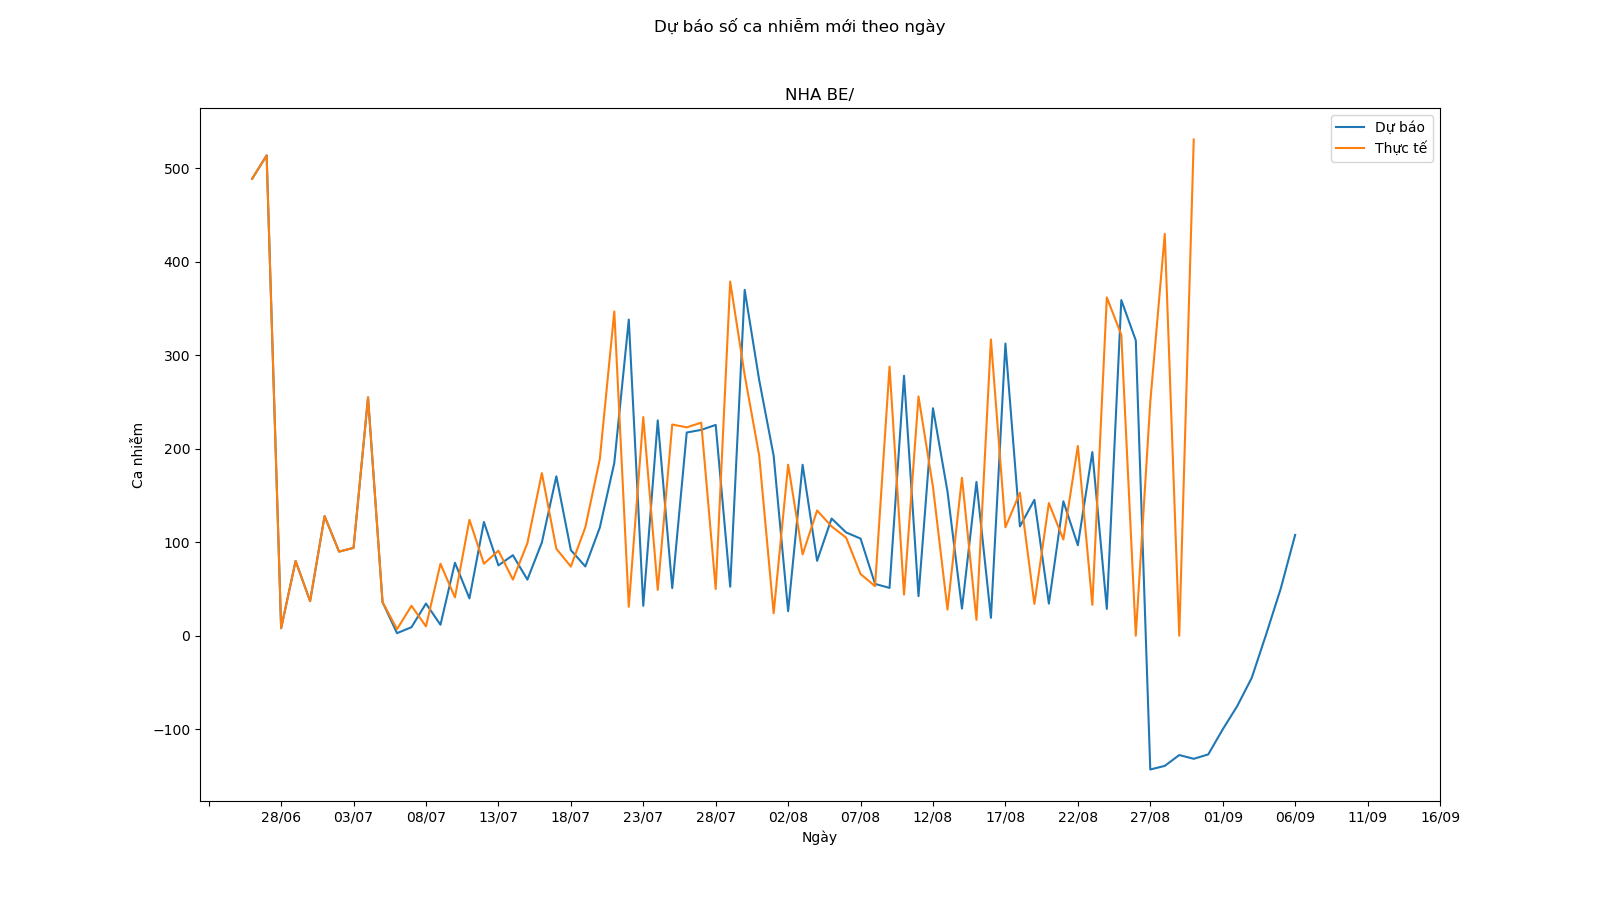 Dự báo số ca nhiễm mới theo ngày
NHA BE/
Dự báo
Thực tế
500
400
300
200
100
0
−100
Ca nhiễm
28/06 03/07 08/07 13/07 18/07 23/07 28/07 02/08 07/08 12/08 17/08 22/08 27/08 01/09 06/09 11/09 16/09
Ngày